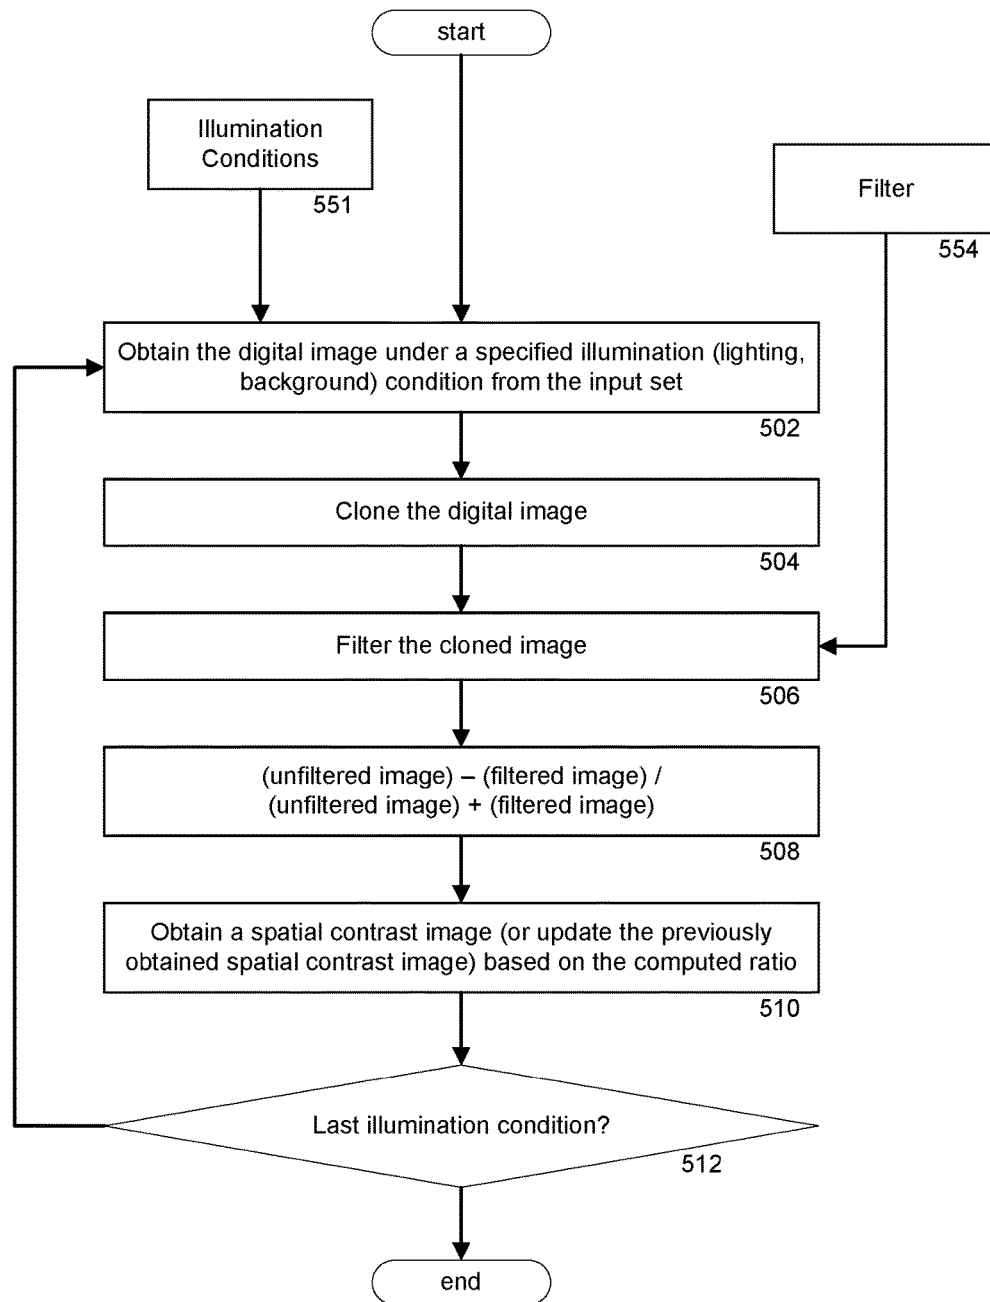 start
Illumination
Conditions
551
Filter
554
Obtain the digital image under a specified illumination (lighting,
background) condition from the input set
502
Clone the digital image
504
Filter the cloned image
506
(unfiltered image) – (filtered image) /
(unfiltered image) + (filtered image)
508
Obtain a spatial contrast image (or update the previously
obtained spatial contrast image) based on the computed ratio
510
Last illumination condition?
512
end